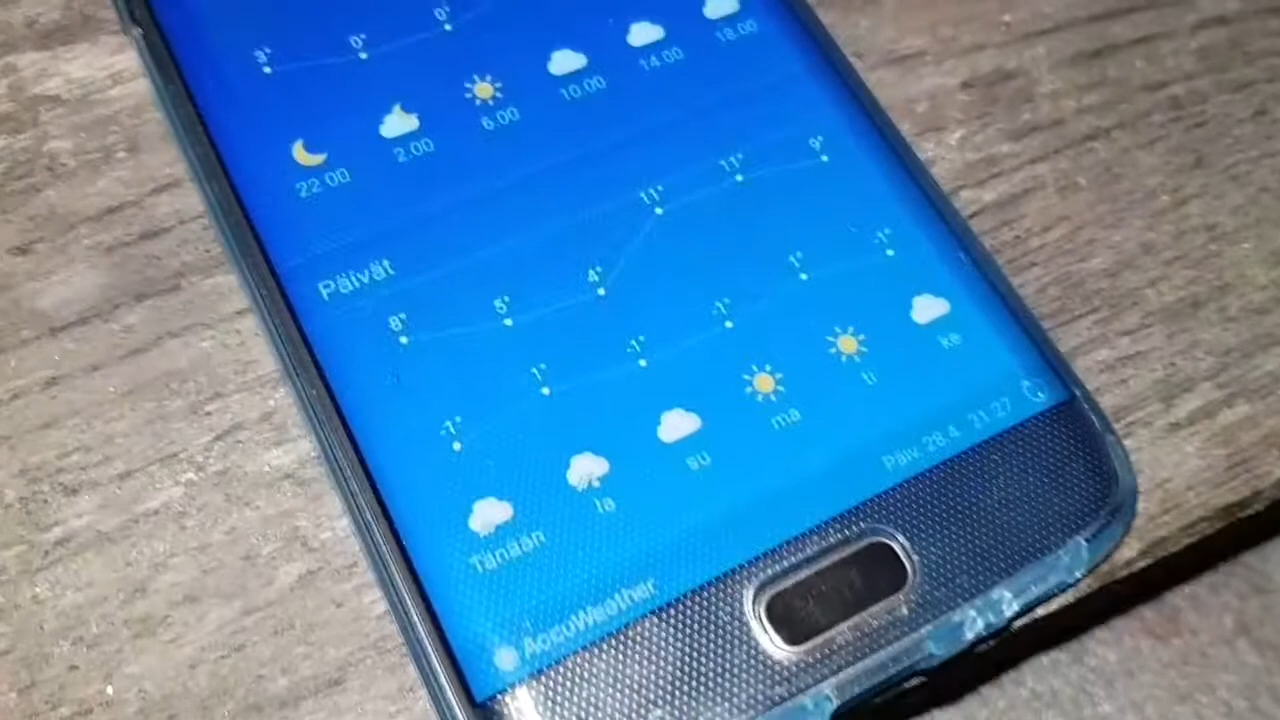 3° 0° 0°
22.00 2.00 6.00 10.00 14.00 18.00
Päivät
8° 5° 4° 11° 11° 9°
-1° 1° -1° -1° 1° -1°
Tänään la su ma ti ke
AccuWeather
Päiv. 28.4. 21.27